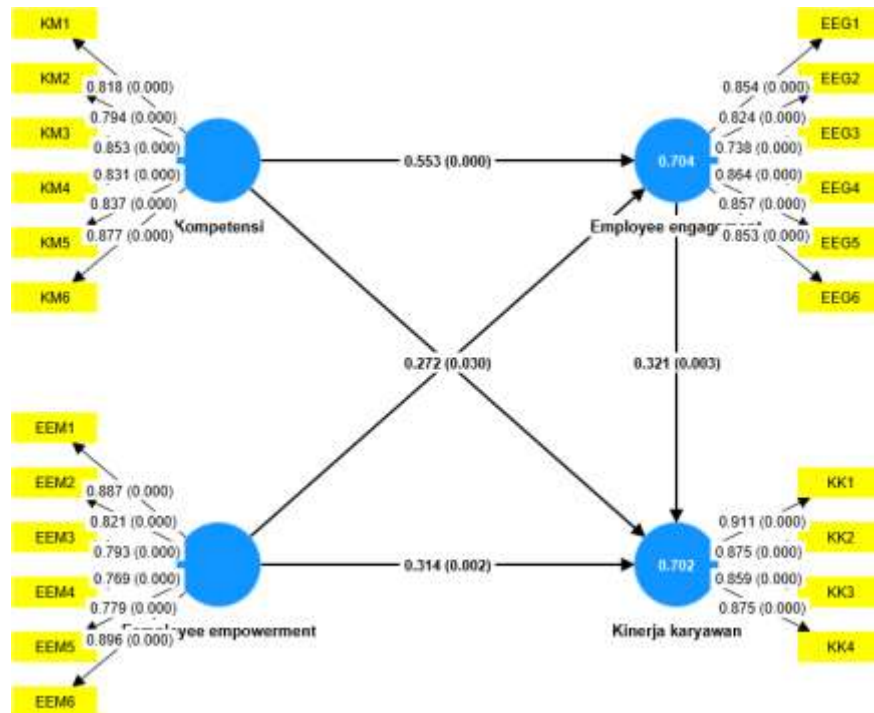 KM1
KM2
KM3
KM4
KM5
KM6
0.818 (0.000)
0.794 (0.000)
0.853 (0.000)
0.831 (0.000)
0.837 (0.000)
0.877 (0.000)
Kompetensi
0.553 (0.000)
0.704
Employee engagement
EEG1
EEG2
EEG3
EEG4
EEG5
EEG6
0.854 (0.000)
0.824 (0.000)
0.738 (0.000)
0.864 (0.000)
0.857 (0.000)
0.853 (0.000)
0.272 (0.030)
0.321 (0.003)
EEM1
EEM2
EEM3
EEM4
EEM5
EEM6
0.887 (0.000)
0.821 (0.000)
0.793 (0.000)
0.769 (0.000)
0.779 (0.000)
0.896 (0.000)
empowerment
0.314 (0.002)
0.702
Kinerja karyawan
KK1
KK2
KK3
KK4
0.911 (0.000)
0.875 (0.000)
0.859 (0.000)
0.875 (0.000)